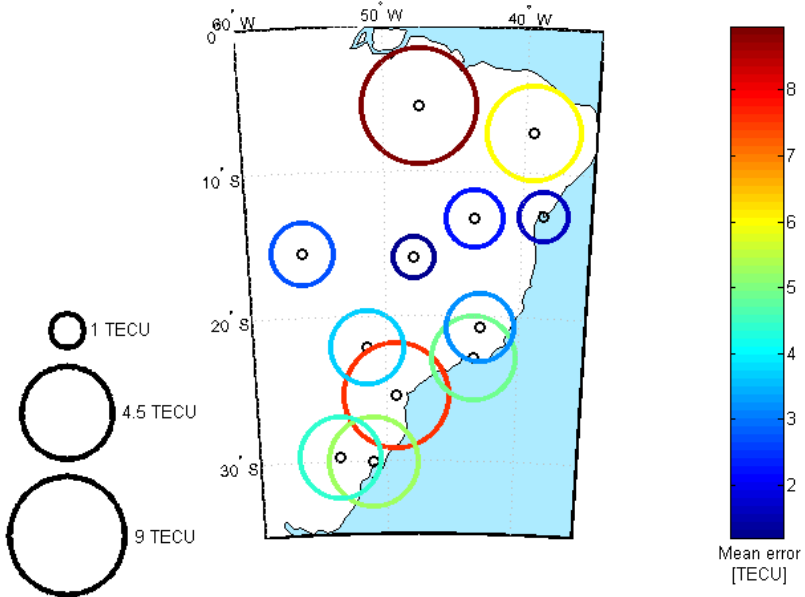 60° W
50° W
40° W
0°
10° S
20° S
30° S
1 TECU
4.5 TECU
9 TECU
8
7
6
5
4
3
2
Mean error
[TECU]